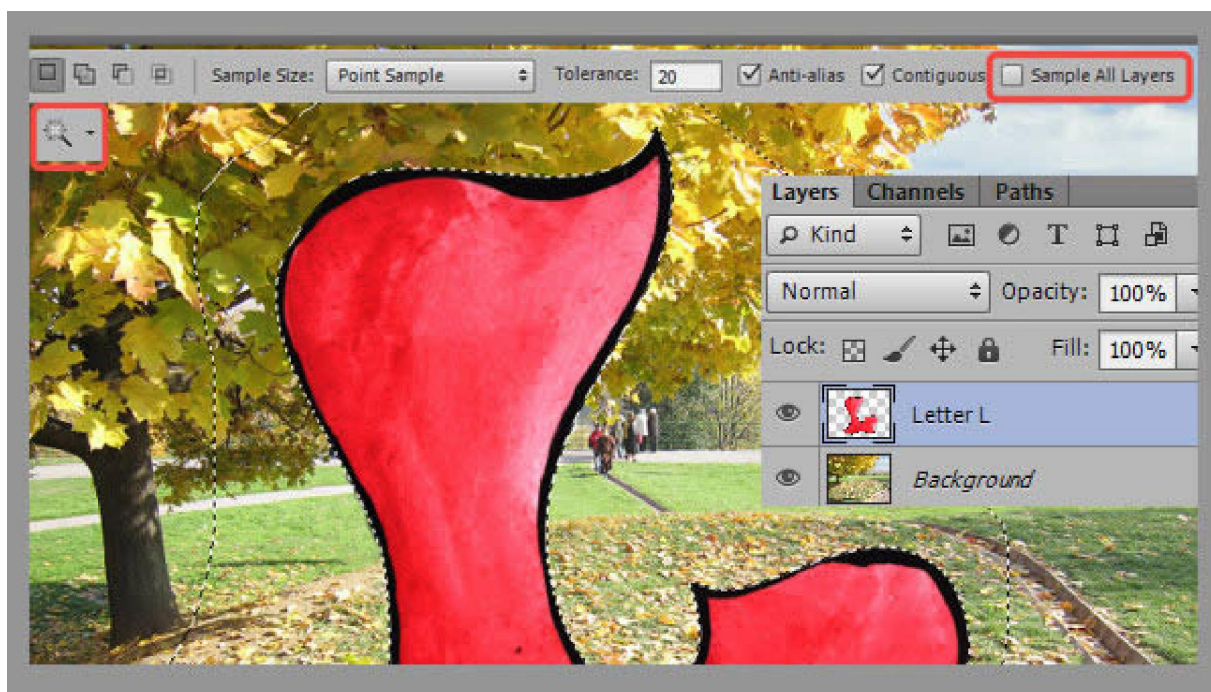 Sample Size: Point Sample Tolerance: 20 Anti-alias Contiguous Sample All Layers
Layers Channels Paths
Kind T
Normal Opacity: 100%
Lock: Fill: 100%
Letter L
Background